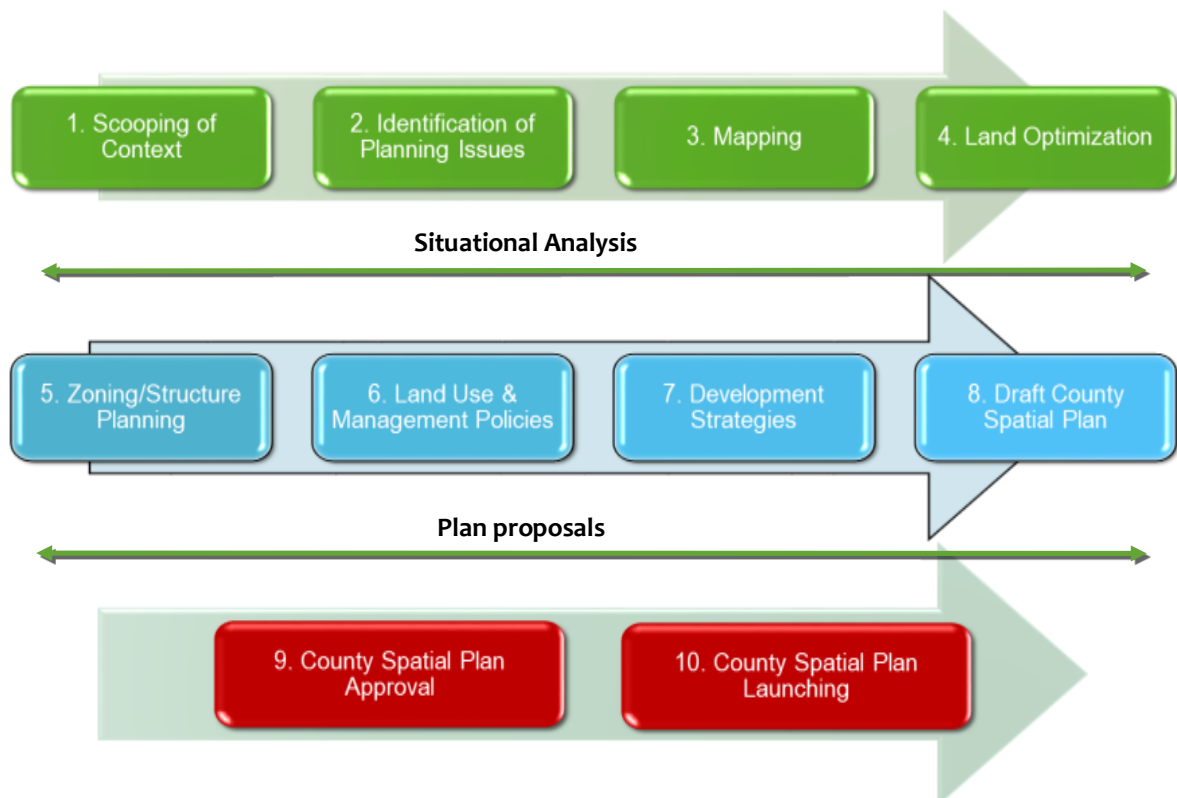 1. Scooping of
Context
2. Identification of
Planning Issues
3. Mapping
4. Land Optimization
Situational Analysis
5. Zoning/Structure
Planning
6. Land Use &
Management Policies
7. Development
Strategies
8. Draft County
Spatial Plan
Plan proposals
9. County Spatial Plan
Approval
10. County Spatial Plan
Launching